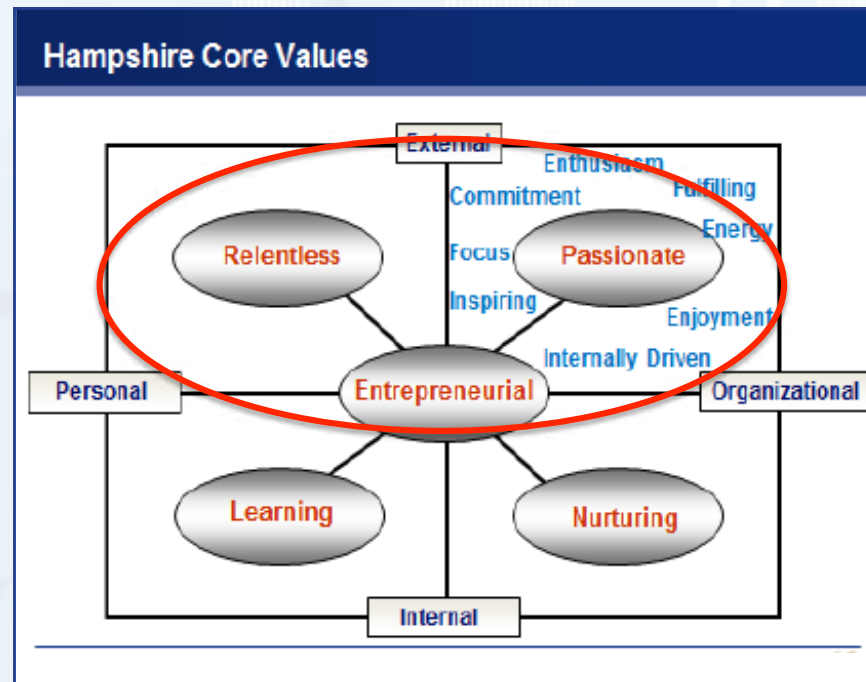 Hampshire Core Values
External
Enthusiasm
Commitment
Fulfilling
Energy
Relentless
Focus
Passionate
Inspiring
Enjoyment
Internally Driven
Personal
Entrepreneurial
Organizational
Learning
Nurturing
Internal